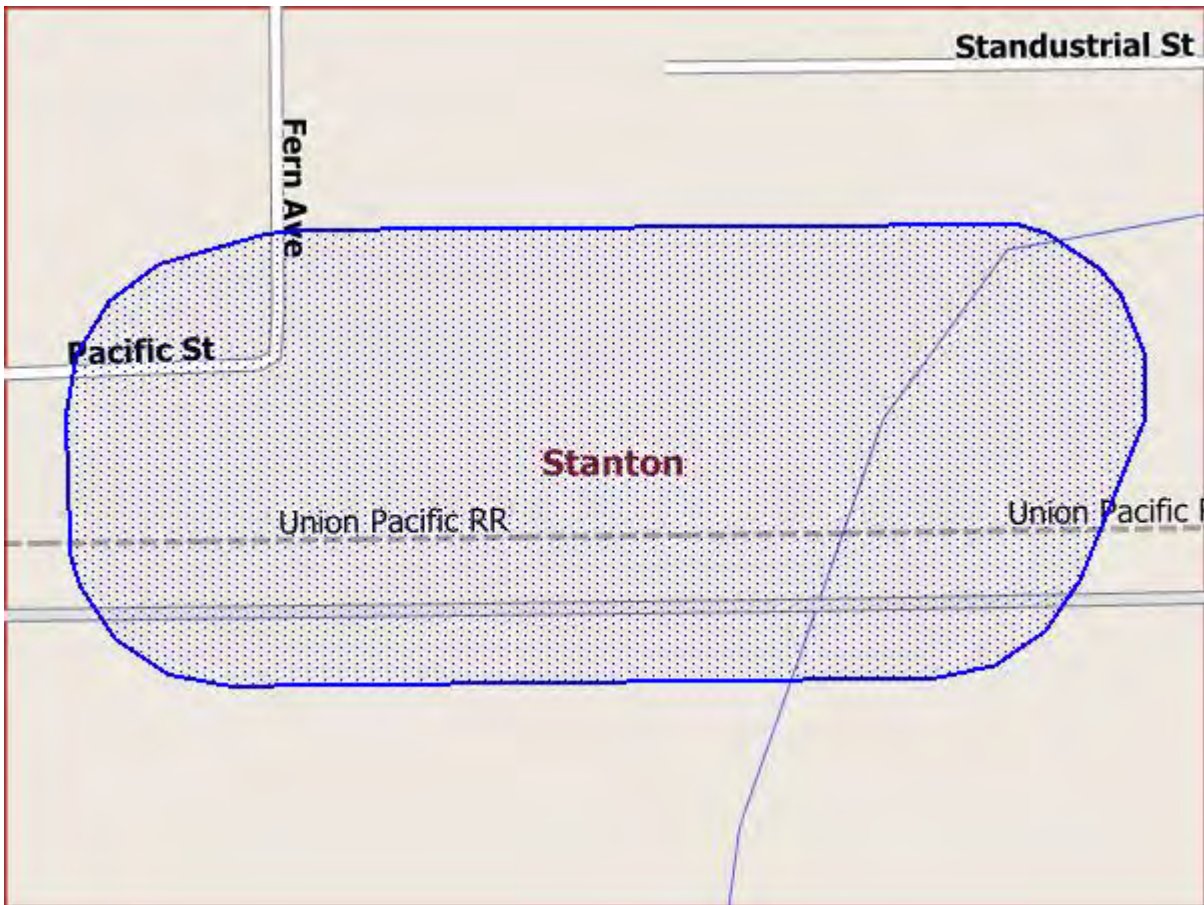 Standustrial St
Fern Ave
Pacific St
Stanton
Union Pacific RR
Union Pacific